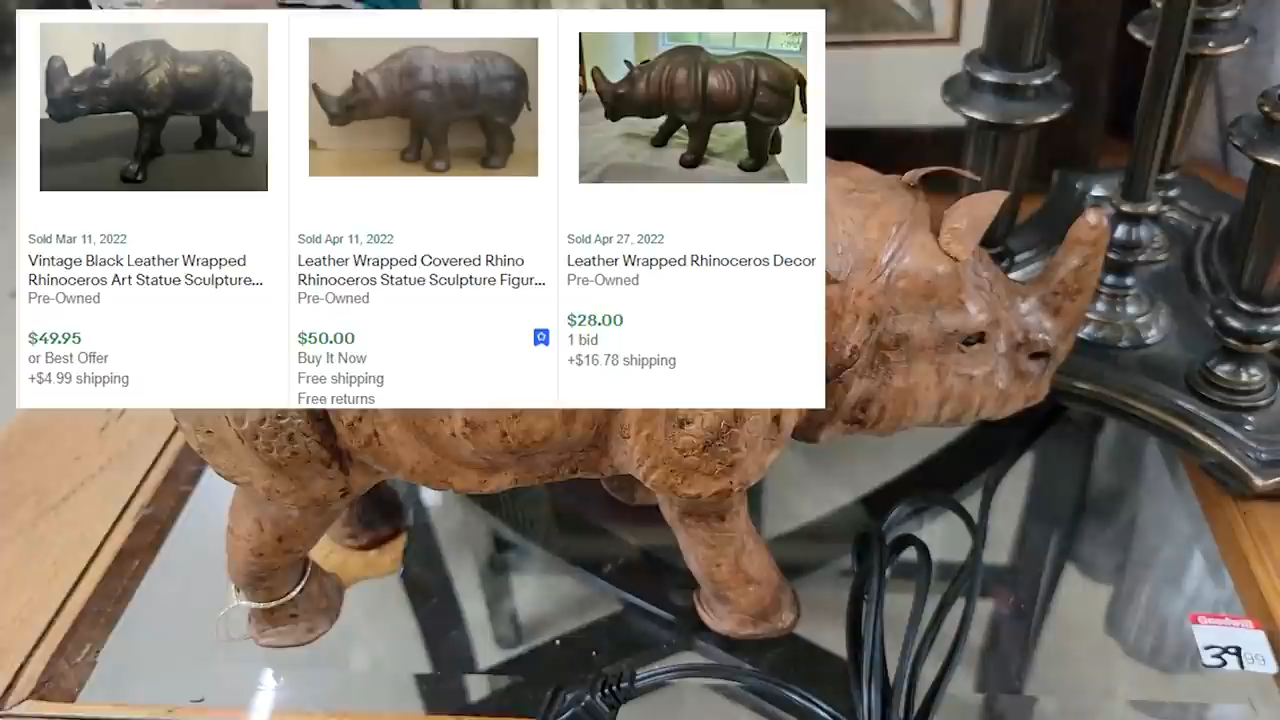 Sold Mar 11, 2022
Vintage Black Leather Wrapped
Rhinoceros Art Statue Sculpture...
Pre-Owned
$49.95
or Best Offer
+$4.99 shipping
Sold Apr 11, 2022
Leather Wrapped Covered Rhino
Rhinoceros Statue Sculpture Figur...
Pre-Owned
$50.00
Buy It Now
Free shipping
Free returns
Sold Apr 27, 2022
Leather Wrapped Rhinoceros Decor
Pre-Owned
$28.00
1 bid
+$16.78 shipping
Goodwill
3999